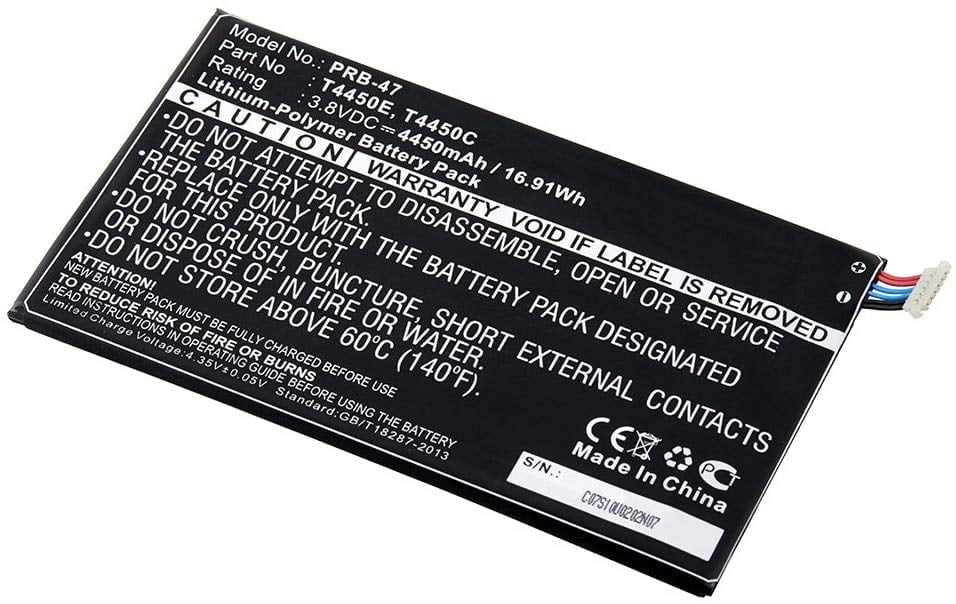 Model No.: PRB-47
Part No : T4450E, T4450C
Rating : 3.8VDC⎓4450mAh / 16.91Wh
Lithium-Polymer Battery Pack
CAUTION WARRANTY VOID IF LABEL IS REMOVED
•DO NOT ATTEMPT TO DISASSEMBLE, OPEN OR SERVICE
BATTERY PACK.
•REPLACE ONLY WITH THE BATTERY PACK DESIGNATED
FOR THIS UNIT.
•DO NOT CRUSH, PUNCTURE, SHORT EXTERNAL CONTACTS
OR DISPOSE OF IN FIRE OR WATER.
•DO NOT STORE ABOVE 60°C (140°F).
ATTENTION!
NEW BATTERY PACK MUST BE FULLY CHARGED BEFORE USE
TO REDUCE RISK OF FIRE OR BURNS
READ INSTRUCTIONS IN OPERATING GUIDE BEFORE USING THE BATTERY
Limited Charge Voltage: 4.35V±0.05V
Standard:GB/T18287-2013
+
-
CE
PCT
Made in China
S/N.:
C07S10U0202N07